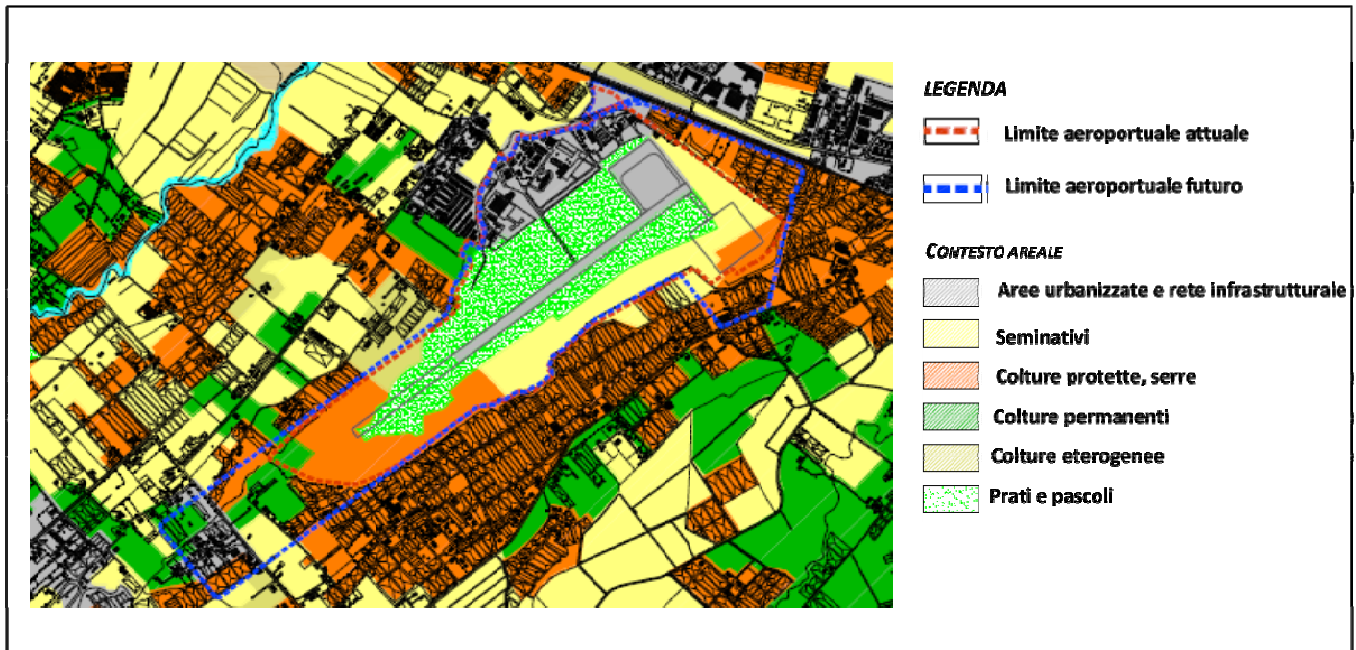 LEGENDA
Limite aeroportuale attuale
Limite aeroportuale futuro
CONTESTO AREALE
Aree urbanizzate e rete infrastrutturale
Seminativi
Colture protette, serre
Colture permanenti
Colture eterogenee
Prati e pascoli